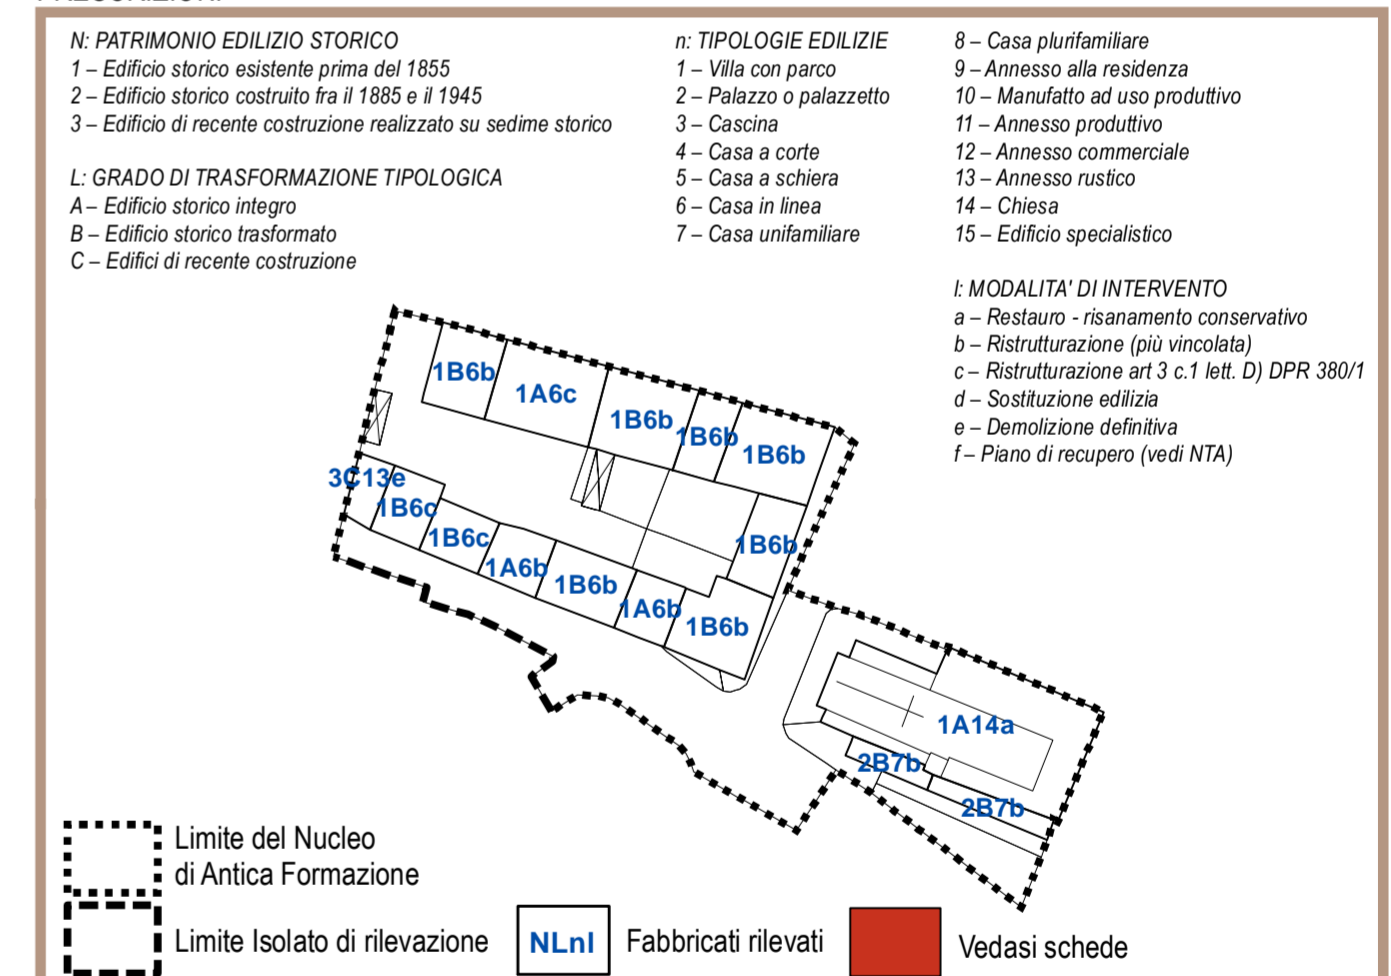 N: PATRIMONIO EDILIZIO STORICO
1 – Edificio storico esistente prima del 1855
2 – Edificio storico costruito fra il 1885 e il 1945
3 – Edificio di recente costruzione realizzato su sedime storico
L: GRADO DI TRASFORMAZIONE TIPOLOGICA
A – Edificio storico integro
B – Edificio storico trasformato
C – Edifici di recente costruzione
n: TIPOLOGIE EDILIZIE
1 – Villa con parco
2 – Palazzo o palazzetto
3 – Cascina
4 – Casa a corte
5 – Casa a schiera
6 – Casa in linea
7 – Casa unifamiliare
8 – Casa plurifamiliare
9 – Annesso alla residenza
10 – Manufatto ad uso produttivo
11 – Annesso produttivo
12 – Annesso commerciale
13 – Annesso rustico
14 – Chiesa
15 – Edificio specialistico
I: MODALITA' DI INTERVENTO
a – Restauro - risanamento conservativo
b – Ristrutturazione (più vincolata)
c – Ristrutturazione art 3 c.1 lett. D) DPR 380/1
d – Sostituzione edilizia
e – Demolizione definitiva
f – Piano di recupero (vedi NTA)
1B6b
1A6c
1B6b
1B6b
1B6b
3C13e
1B6c
1B6c
1A6b
1B6b
1A6b
1B6b
1B6b
1A14a
2B7b
2B7b
Limite del Nucleo
di Antica Formazione
Limite Isolato di rilevazione
NLnI
Fabbricati rilevati
Vedasi schede